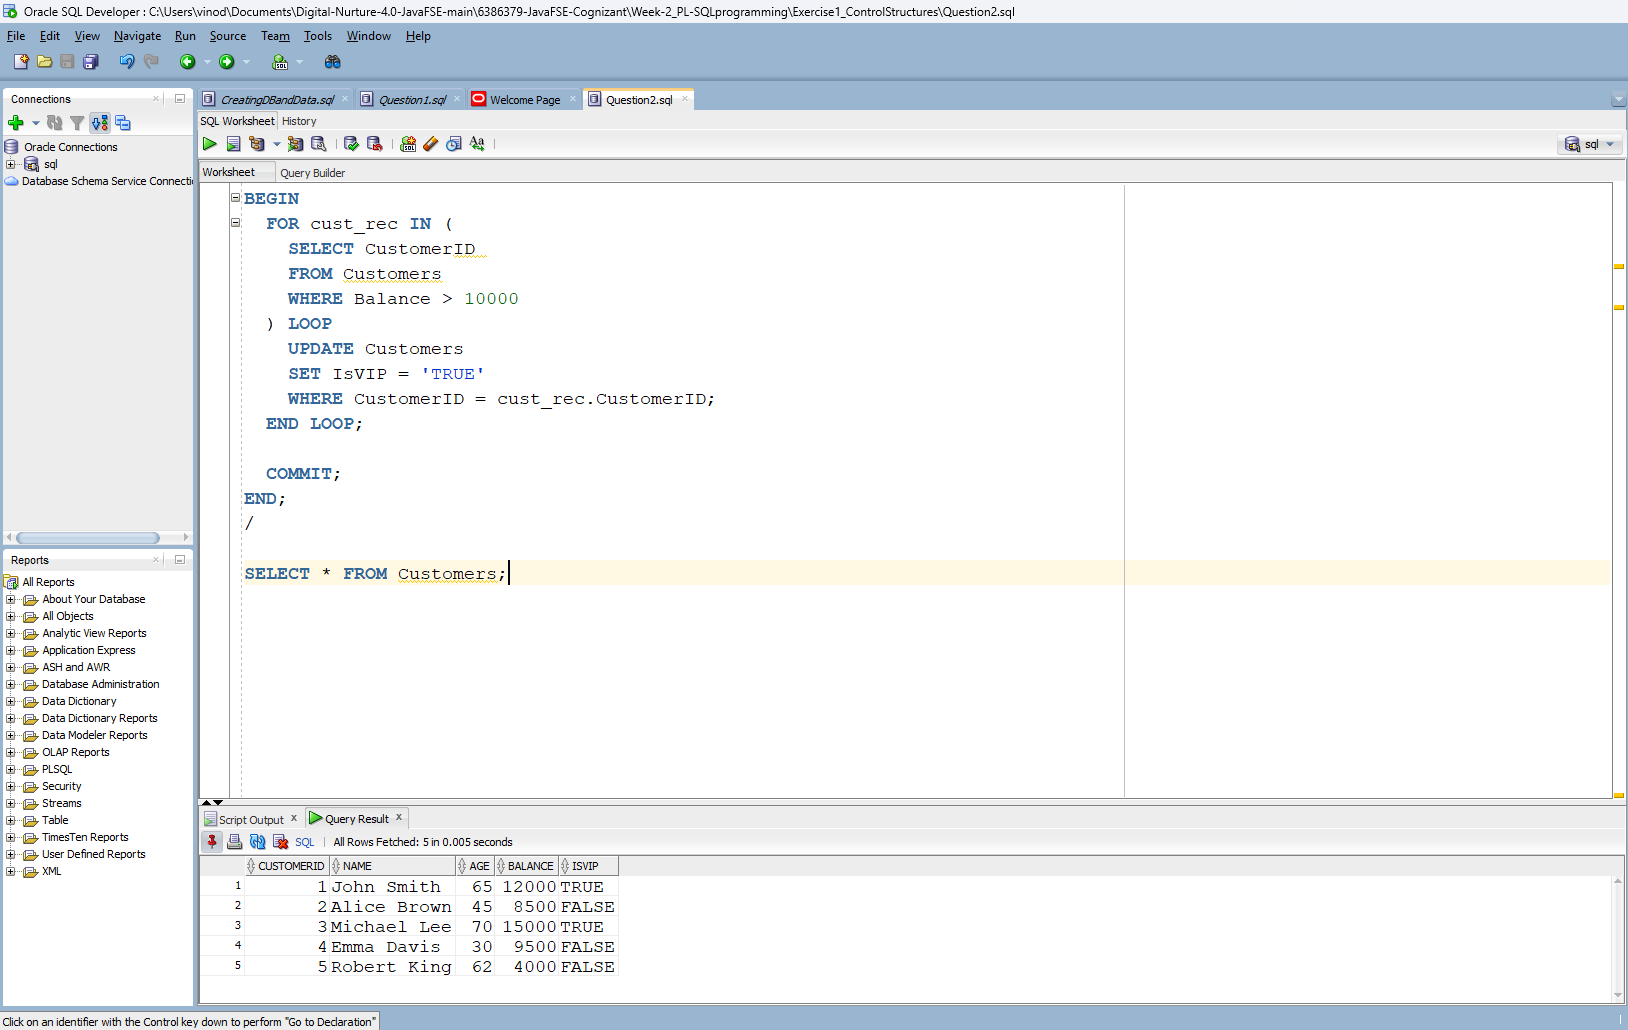 Oracle SQL Developer : C:\Users\vinod\Documents\Digital-Nurture-4.0-JavaFSE-main\6386379-JavaFSE-Cognizant\Week-2_PL-SQLprogramming\Exercise1_ControlStructures\Question2.sql
File Edit View Navigate Run Source Team Tools Window Help
Connections
Oracle Connections
sql
Database Schema Service Connecti
Reports
All Reports
About Your Database
All Objects
Analytic View Reports
Application Express
ASH and AWR
Database Administration
Data Dictionary
Data Dictionary Reports
Data Modeler Reports
OLAP Reports
PLSQL
Security
Streams
Table
TimesTen Reports
User Defined Reports
XML
CreatingDBandData.sql Question1.sql Welcome Page Question2.sql
SQL Worksheet History
Aa
sql
Worksheet Query Builder
BEGIN
FOR cust_rec IN (
SELECT CustomerID
FROM Customers
WHERE Balance > 10000
) LOOP
UPDATE Customers
SET IsVIP = 'TRUE'
WHERE CustomerID = cust_rec.CustomerID;
END LOOP;
COMMIT;
END;
/
SELECT * FROM Customers;
Script Output x Query Result x
SQL | All Rows Fetched: 5 in 0.005 seconds
CUSTOMERID NAME AGE BALANCE ISVIP
1 1 John Smith 65 12000 TRUE
2 2 Alice Brown 45 8500 FALSE
3 3 Michael Lee 70 15000 TRUE
4 4 Emma Davis 30 9500 FALSE
5 5 Robert King 62 4000 FALSE
Click on an identifier with the Control key down to perform "Go to Declaration"